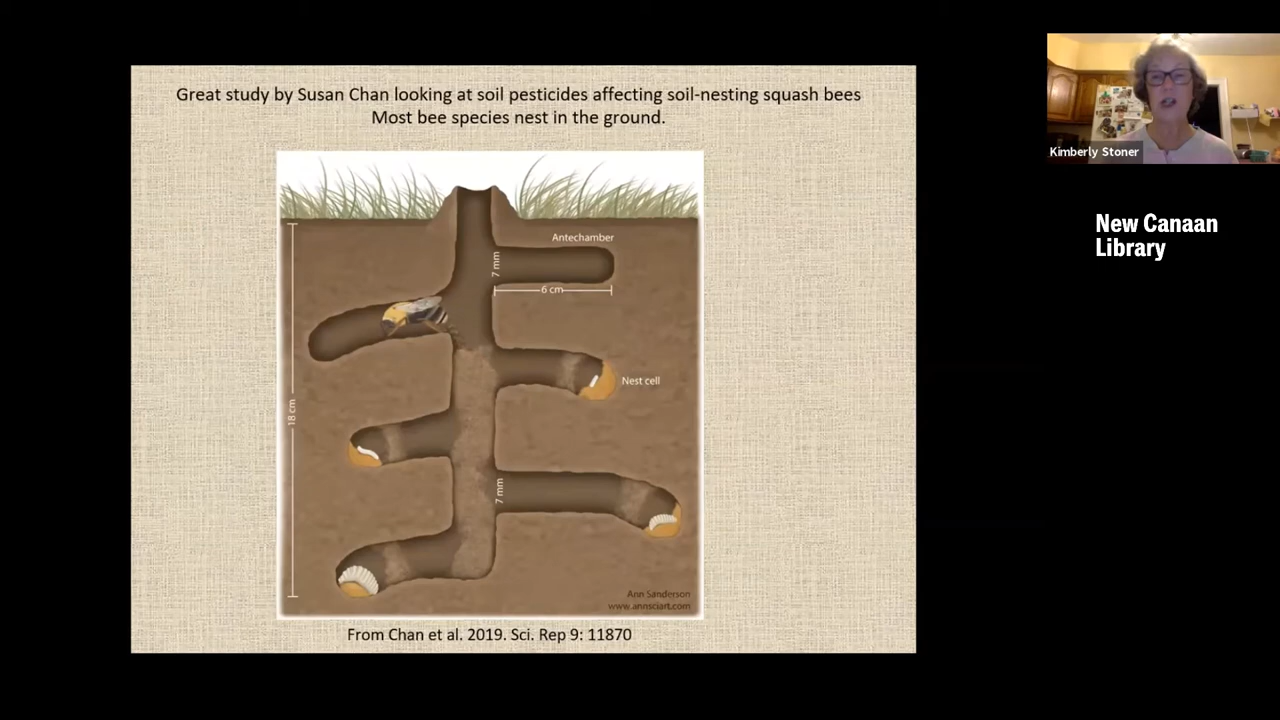 Great study by Susan Chan looking at soil pesticides affecting soil-nesting squash bees
Most bee species nest in the ground.
Antechamber
7 mm
6 cm
Nest cell
18 cm
7 mm
Ann Sanderson
www.annsciart.com
From Chan et al. 2019. Sci. Rep 9: 11870
Kimberly Stoner
New Canaan
Library